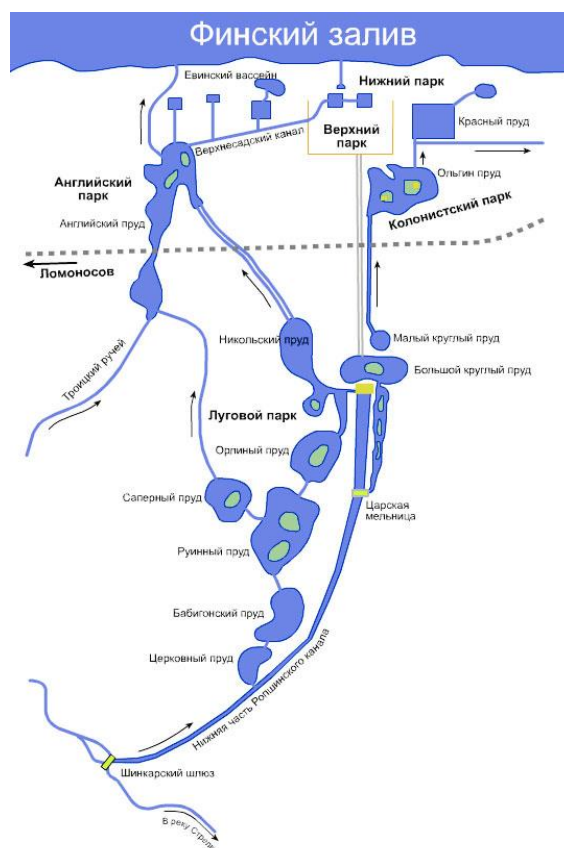 Финский залив
Евинский вассейн
Нижний парк
Верхнесадский канал
Верхний
парк
Красный пруд
Ольгин пруд
Английский
парк
Колонистский парк
Английский пруд
Ломоносов
Троицкий ручей
Никольский пруд
Малый круглый пруд
Большой круглый пруд
Луговой парк
Орлиный пруд
Саперный пруд
Царская
мельница
Руинный пруд
Бабигонский пруд
Церковный пруд
Нижняя часть Ропшинского канала
Шинкарский шлюз
В реку